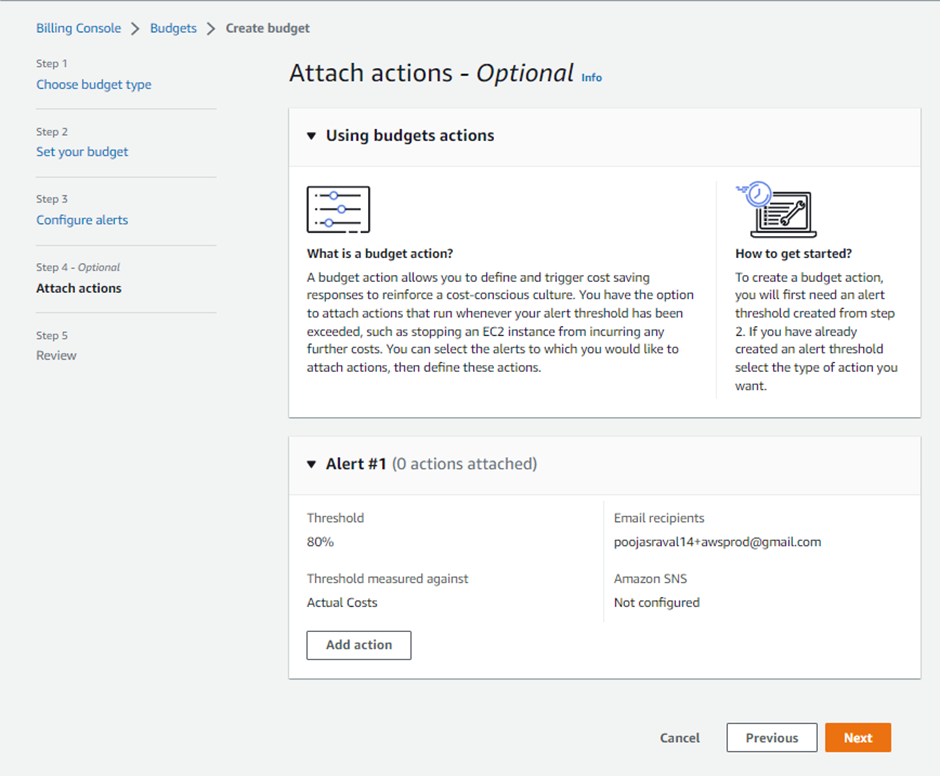 Billing Console > Budgets > Create budget
Step 1
Choose budget type
Step 2
Set your budget
Step 3
Configure alerts
Step 4 - Optional
Attach actions
Step 5
Review
Attach actions - Optional Info
Using budgets actions
What is a budget action?
A budget action allows you to define and trigger cost saving
responses to reinforce a cost-conscious culture. You have the option
to attach actions that run whenever your alert threshold has been
exceeded, such as stopping an EC2 instance from incurring any
further costs. You can select the alerts to which you would like to
attach actions, then define these actions.
How to get started?
To create a budget action,
you will first need an alert
threshold created from step
2. If you have already
created an alert threshold
select the type of action you
want.
Alert #1 (0 actions attached)
Threshold
80%
Threshold measured against
Actual Costs
Email recipients
poojasraval14+awsprod@gmail.com
Amazon SNS
Not configured
Add action
Cancel
Previous
Next